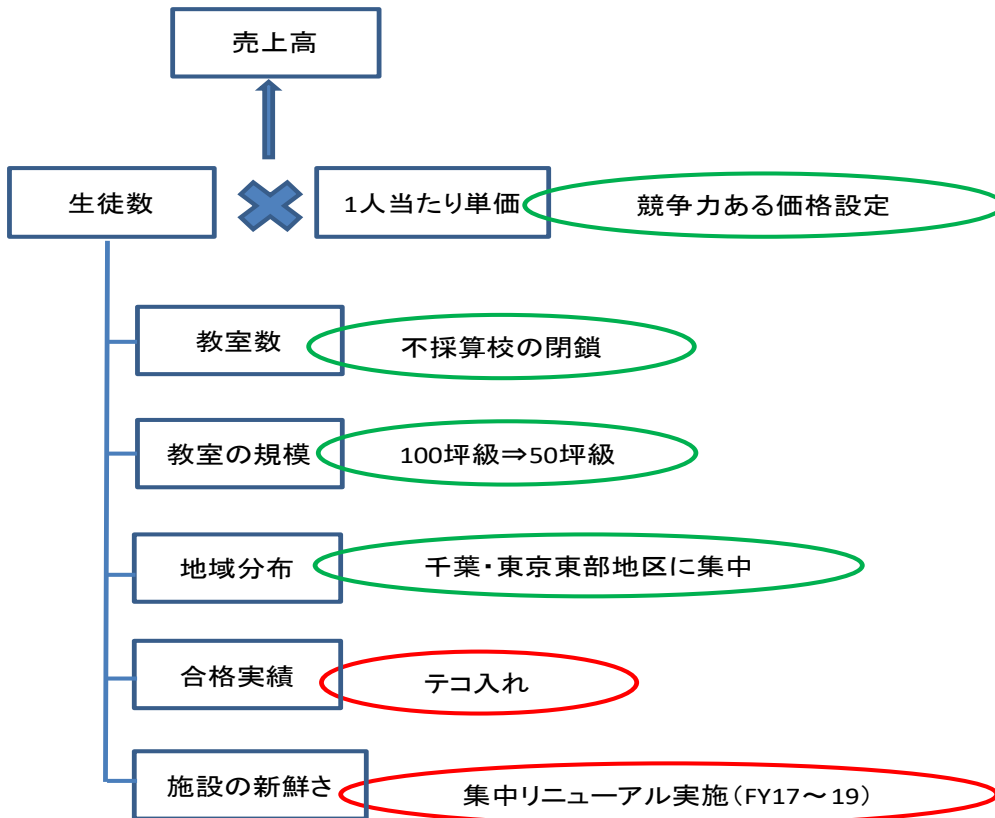 売上高
生徒数
1人当たり単価
競争力ある価格設定
教室数
不採算校の閉鎖
教室の規模
100坪級⇒50坪級
地域分布
千葉・東京東部地区に集中
合格実績
テコ入れ
施設の新鮮さ
集中リニューアル実施（FY17～19）